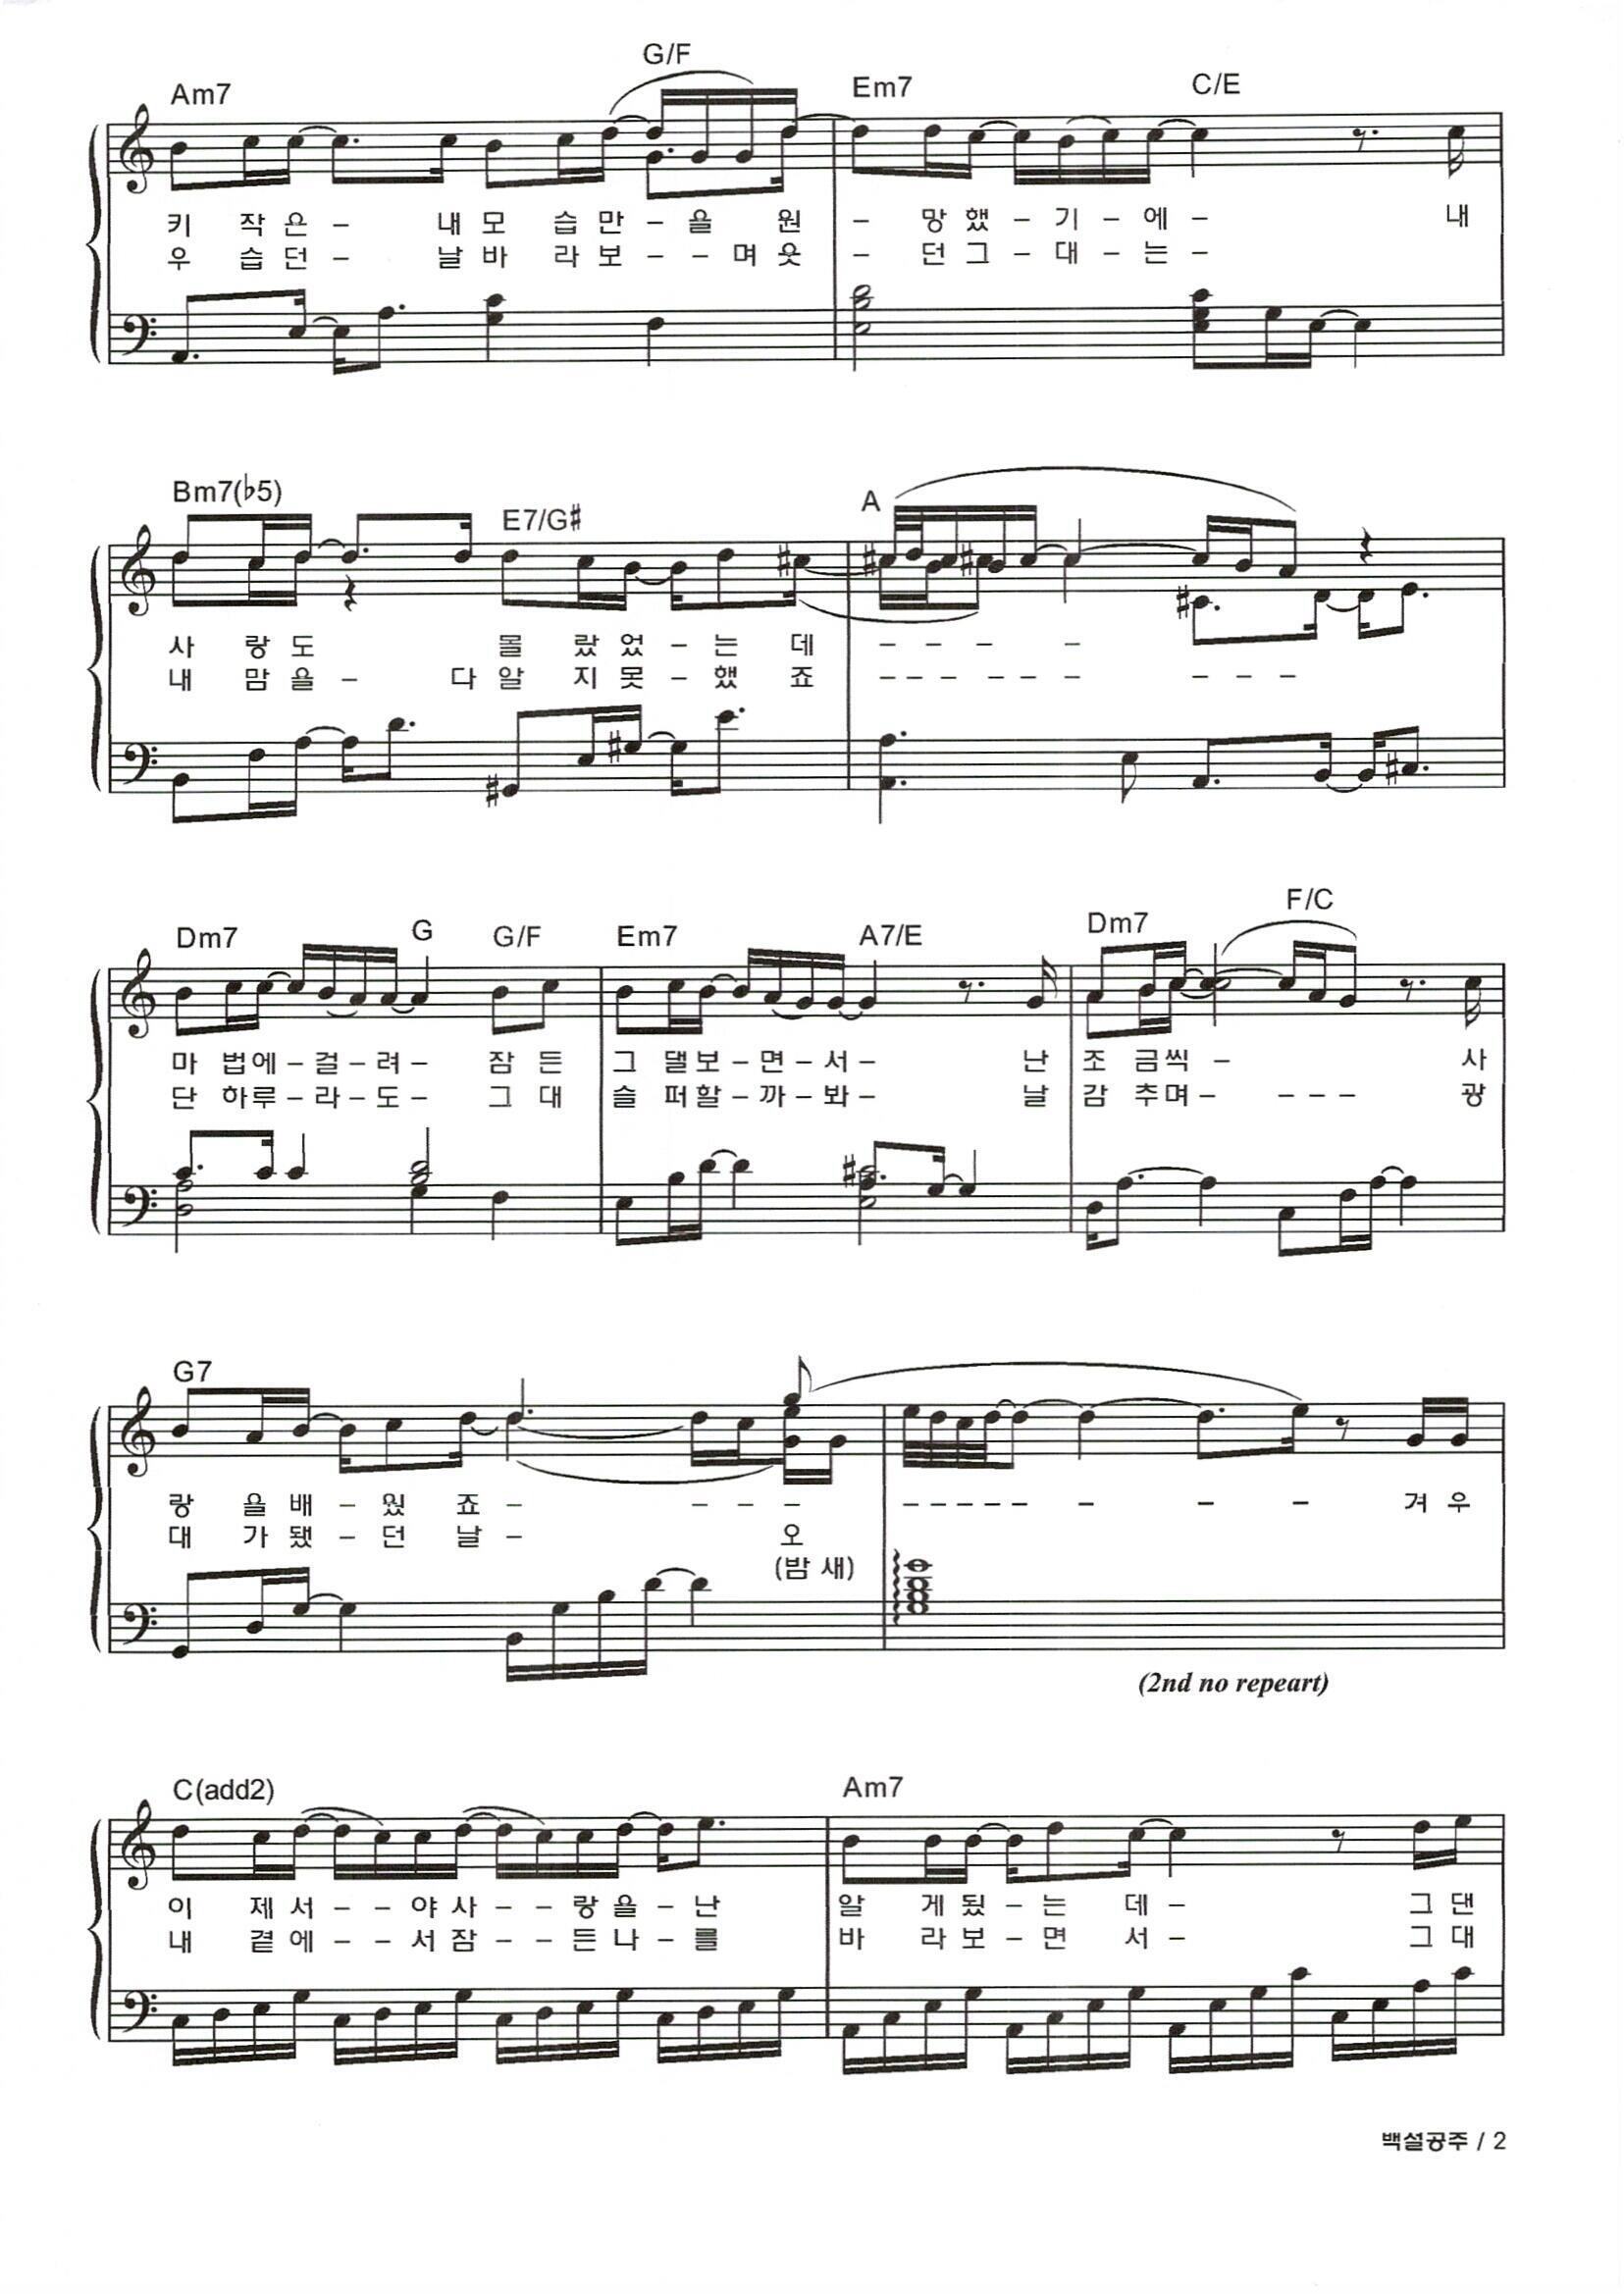 G/F
Am7 Em7 C/E
키 작 은 – 내 모 습 만 – 을 원 – 망 했 – 기 – 에 – 내
우 습 던 – 날 바 라 보 – – 며 웃 – 던 그 – 대 – 는 –
Bm7(♭5) E7/G♯ A
사 랑 도 몰 랐 었 – 는 데 – – – –
내 맘 을 – 다 알 지 못 – 했 죠 – – – – – – – – –
F/C
Dm7 G G/F Em7 A7/E Dm7
마 법 에 – 걸 – 려 – 잠 든 그 댈 보 – 면 – 서 – 난 조 금 씩 – 사
단 하 루 – 라 – 도 – 그 대 슬 퍼 할 – 까 – 봐 – 날 감 추 며 – – – – 광
G7
랑 을 배 – 웠 죠 – – – – – – – – – – – – 겨 우
대 가 됐 – 던 날 – 오
(밤 새)
(2nd no repeart)
C(add2) Am7
이 제 서 – – 야 사 – – 랑 을 – 난 알 게 됬 – 는 데 – 그 댄
내 곁 에 – – 서 잠 – – 든 나 – 를 바 라 보 – 면 서 – 그 대
백설공주 / 2